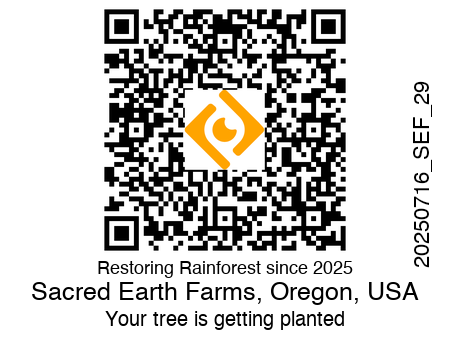 Restoring Rainforest since 2025
Sacred Earth Farms, Oregon, USA
Your tree is getting planted
20250716_SEF_29